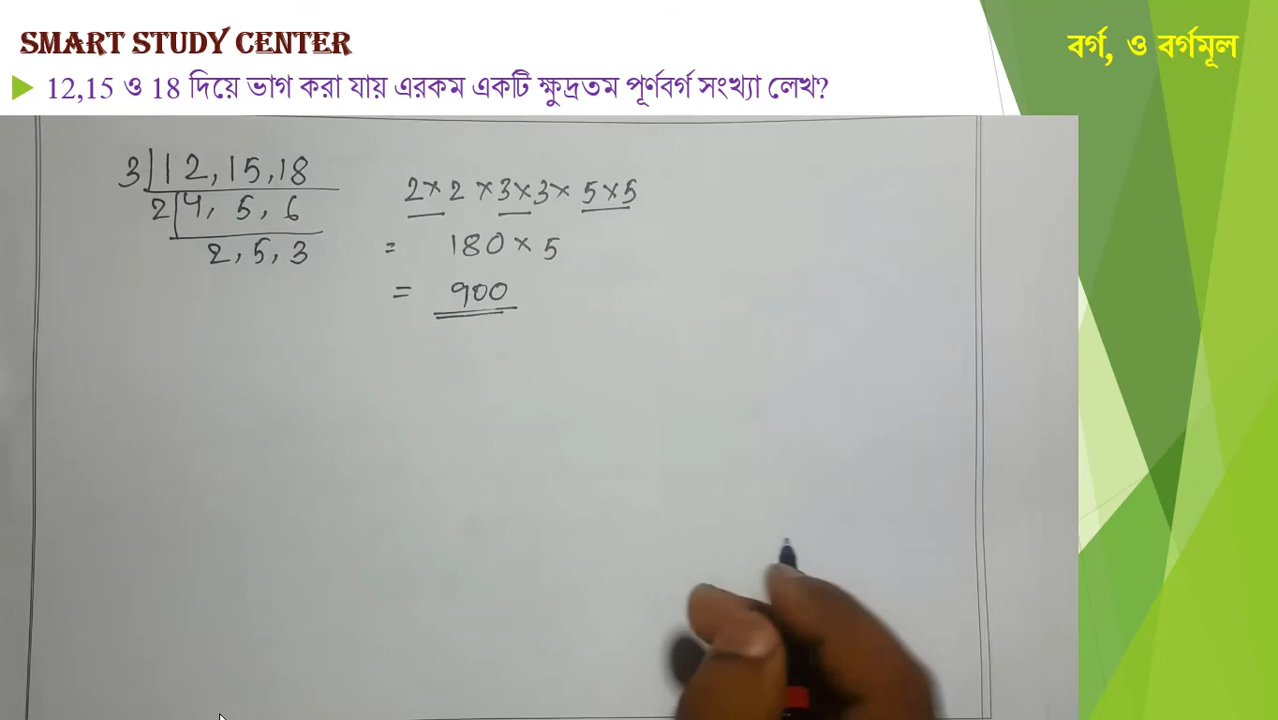 SMART STUDY CENTER
বর্গ, ও বর্গমূল
12,15 ও 18 দিয়ে ভাগ করা যায় এরকম একটি ক্ষুদ্রতম পূর্ণবর্গ সংখ্যা লেখ?
3|12,15,18
2|4, 5, 6
2, 5, 3
2×2×3×3×5×5
= 180×5
= 900